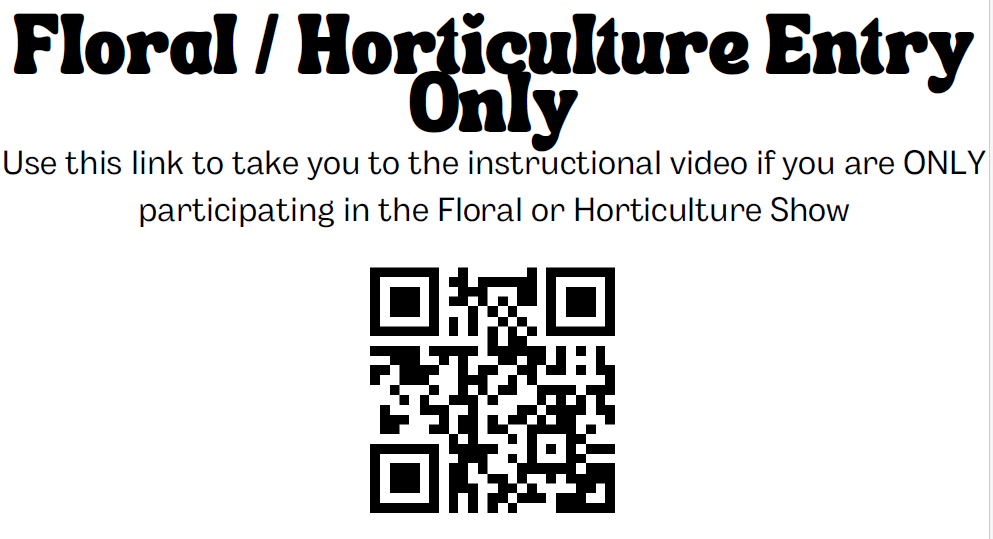 Floral / Horticulture Entry
Only
Use this link to take you to the instructional video if you are ONLY
participating in the Floral or Horticulture Show